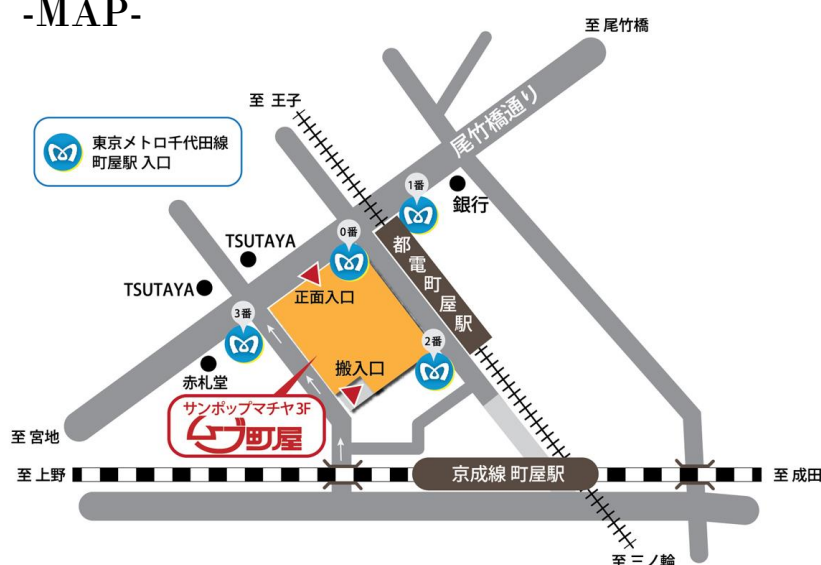 -MAP-
至 尾竹橋
至 王子
尾竹橋通り
東京メトロ千代田線
町屋駅 入口
1番
銀行
0番
TSUTAYA
都電町屋駅
TSUTAYA
正面入口
3番
2番
搬入口
赤札堂
サンポップマチヤ3F
ムーブ町屋
至 宮地
至 上野
京成線 町屋駅
至 成田
至 三ノ輪